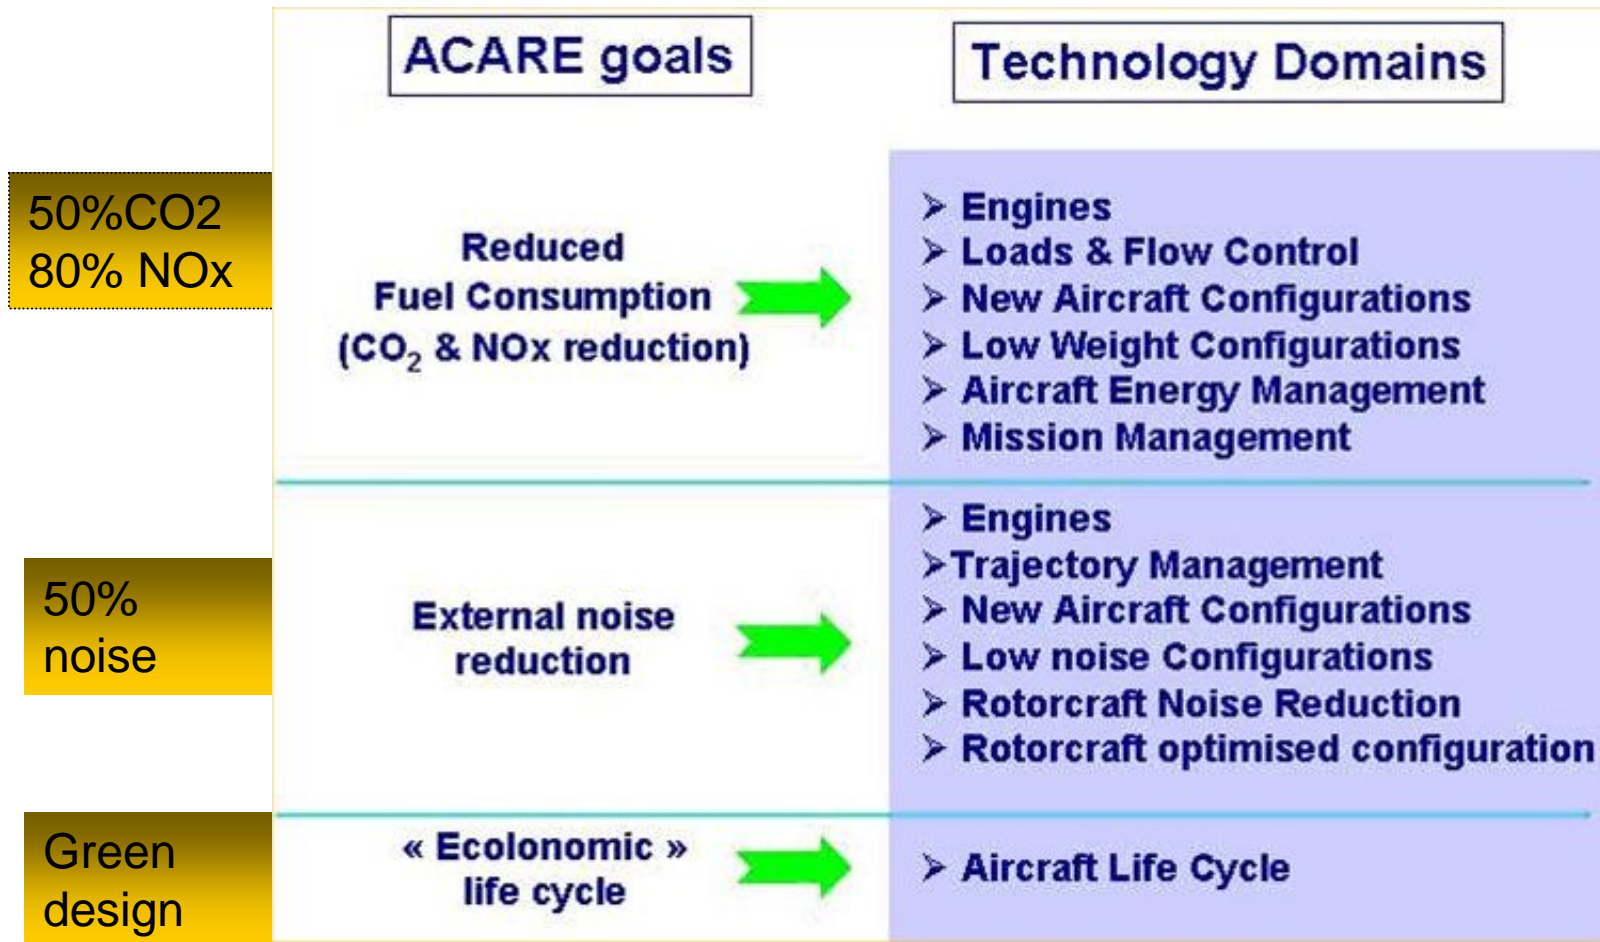 ACARE goals
Technology Domains
50%CO2
80% NOx
Reduced
Fuel Consumption
(CO₂ & NOx reduction)
➢ Engines
➢ Loads & Flow Control
➢ New Aircraft Configurations
➢ Low Weight Configurations
➢ Aircraft Energy Management
➢ Mission Management
50%
noise
External noise
reduction
➢ Engines
➢Trajectory Management
➢ New Aircraft Configurations
➢ Low noise Configurations
➢ Rotorcraft Noise Reduction
➢ Rotorcraft optimised configuration
Green
design
« Ecolonomic »
life cycle
➢ Aircraft Life Cycle